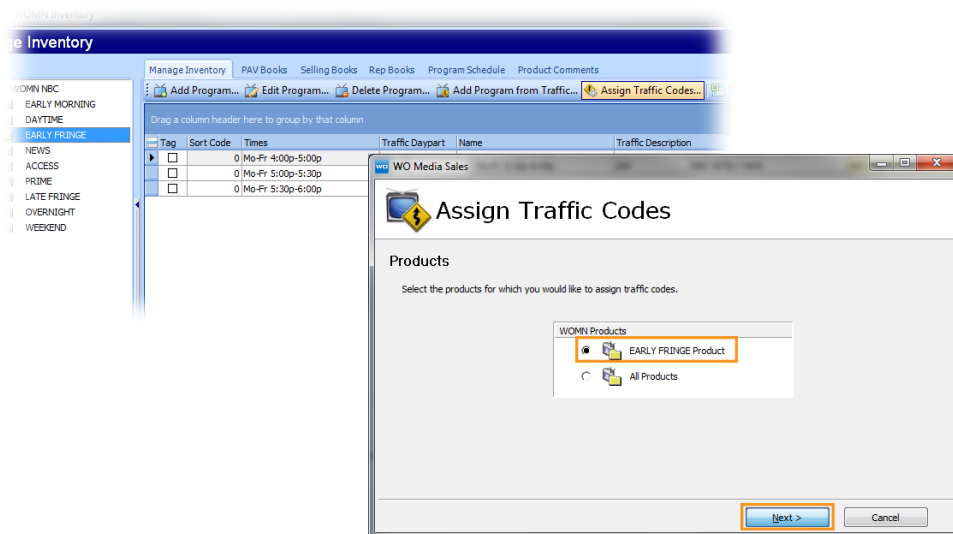 WOMN Inventory
ge Inventory
Manage Inventory PAV Books Selling Books Rep Books Program Schedule Product Comments
Add Program... Edit Program... Delete Program... Add Program from Traffic... Assign Traffic Codes...
WOMN NBC
EARLY MORNING
DAYTIME
EARLY FRINGE
NEWS
ACCESS
PRIME
LATE FRINGE
OVERNIGHT
WEEKEND
Drag a column header here to group by that column
Tag Sort Code Times Traffic Daypart Name Traffic Description
0 Mo-Fr 4:00p-5:00p
0 Mo-Fr 5:00p-5:30p
0 Mo-Fr 5:30p-6:00p
WO WO Media Sales
Assign Traffic Codes
Products
Select the products for which you would like to assign traffic codes.
WOMN Products
EARLY FRINGE Product
All Products
Next >
Cancel